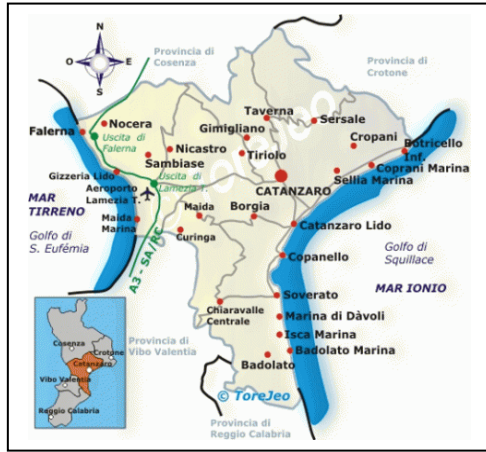 N
O
E
S
Provincia di
Cosenza
Provincia di
Crotone
Taverna
Sersale
Nocera
Falerna
Uscita di
Falerna
Gimigliano
Cropani
Botricello
Inf.
Nicastro
Tiriolo
Sambiase
Coprani Marina
Gizzeria Lido
Uscita di
Lamezia T.
Sellia Marina
Aeroporto
Lamezia T.
CATANZARO
MAR
TIRRENO
Maida
Borgia
Maida
Marina
Catanzaro Lido
Golfo di
S. Eufémia
Curinga
Golfo di
Squillace
A3 - SA/RC
Copanello
MAR IONIO
Soverato
Chiaravalle
Centrale
Marina di Dàvoli
Isca Marina
Provincia di
Vibo Valentia
Badolato Marina
Badolato
Cosenza
Crotone
Catanzaro
Vibo Valentia
Reggio Calabria
© ToreJeo
Provincia di
Reggio Calabria
ToreJeo